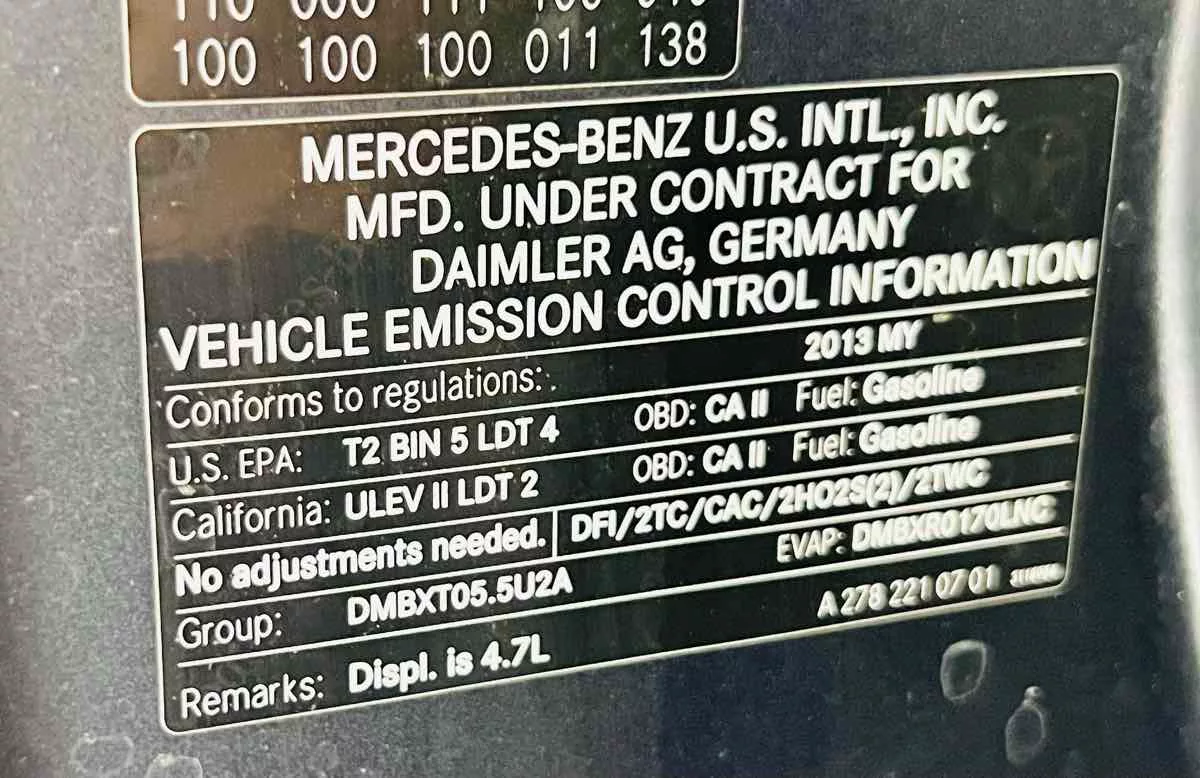 100 100 100 011 138
MERCEDES-BENZ U.S. INTL., INC.
MFD. UNDER CONTRACT FOR
DAIMLER AG, GERMANY
VEHICLE EMISSION CONTROL INFORMATION
Conforms to regulations: 2013 MY
U.S. EPA: T2 BIN 5 LDT 4 OBD: CA II Fuel: Gasoline
California: ULEV II LDT 2 OBD: CA II Fuel: Gasoline
No adjustments needed. DFI/2TC/CAC/2HO2S(2)/2TWC
Group: DMBXT05.5U2A EVAP: DMBXR0170LNC
Remarks: Displ. is 4.7L A 278 221 07 01